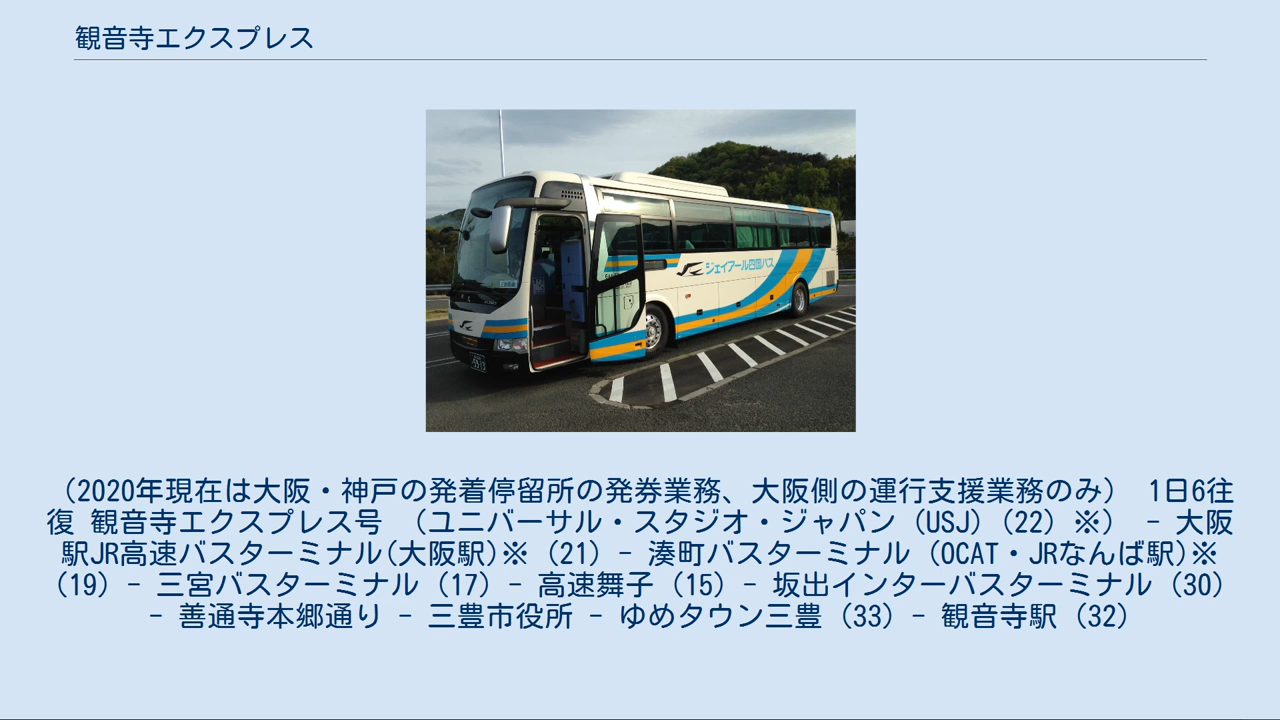 観音寺エクスプレス
ジェイアール四国バス
（2020年現在は大阪・神戸の発着停留所の発券業務、大阪側の運行支援業務のみ） 1日6往
復 観音寺エクスプレス号 （ユニバーサル・スタジオ・ジャパン（USJ）（22）※） - 大阪
駅JR高速バスターミナル(大阪駅)※（21）- 湊町バスターミナル（OCAT・JRなんば駅)※
（19）- 三宮バスターミナル（17）- 高速舞子（15）- 坂出インターバスターミナル（30）
- 善通寺本郷通り - 三豊市役所 - ゆめタウン三豊（33）- 観音寺駅（32）